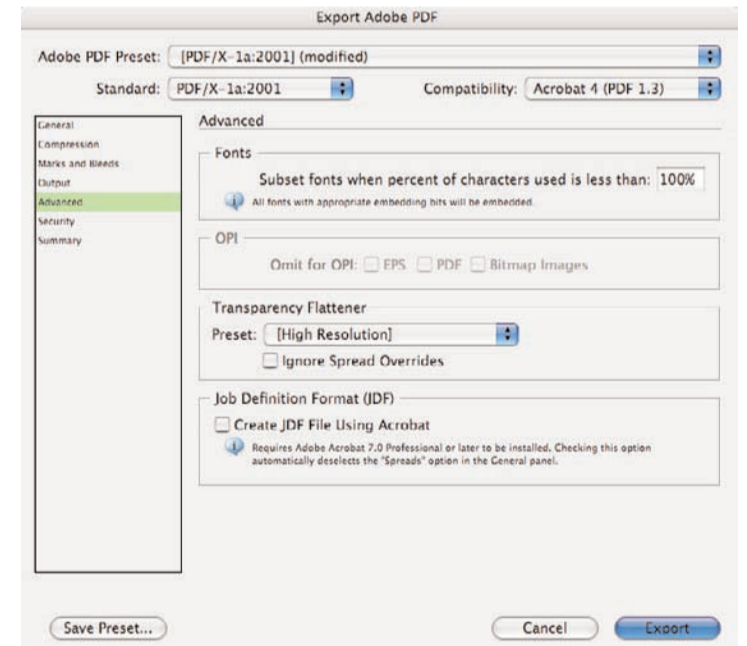 Export Adobe PDF
Adobe PDF Preset: [PDF/X-1a:2001] (modified)
Standard: PDF/X-1a:2001 Compatibility: Acrobat 4 (PDF 1.3)
General
Compression
Marks and Bleeds
Output
Advanced
Security
Summary
Advanced
Fonts
Subset fonts when percent of characters used is less than: 100%
All fonts with appropriate embedding bits will be embedded.
OPI
Omit for OPI: EPS PDF Bitmap Images
Transparency Flattener
Preset: [High Resolution]
Ignore Spread Overrides
Job Definition Format (JDF)
Create JDF File Using Acrobat
Requires Adobe Acrobat 7.0 Professional or later to be installed. Checking this option
automatically deselects the "Spreads" option in the General panel.
Save Preset... Cancel Export